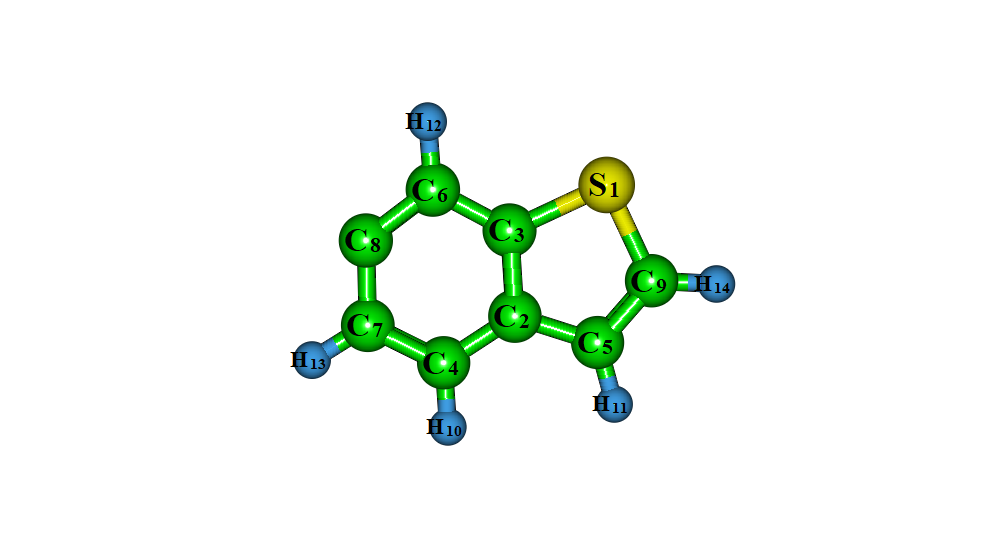 H₁₂
S₁
C₆
C₃
C₈
C₉
H₁₄
C₂
C₇
C₅
H₁₃
C₄
H₁₁
H₁₀